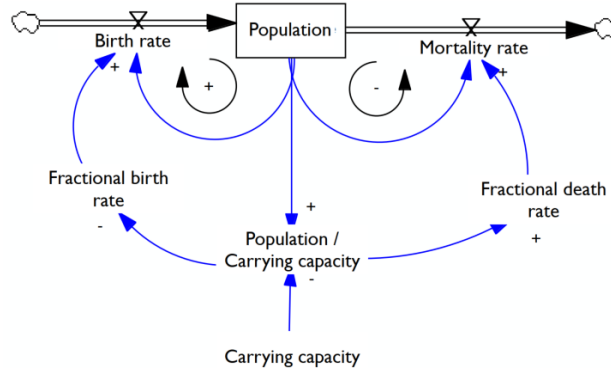 Population
Birth rate
Mortality rate
+
+
+
-
Fractional birth
rate
-
Fractional death
rate
+
+
Population /
Carrying capacity
-
Carrying capacity